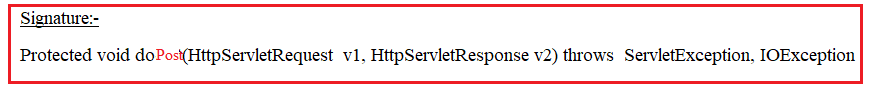 Signature:-
Protected void doPost(HttpServletRequest v1, HttpServletResponse v2) throws ServletException, IOException